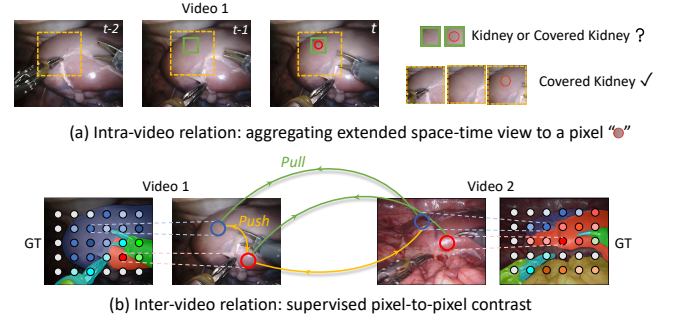 Video 1
t-2
t-1
t
Kidney or Covered Kidney ?
Covered Kidney ✓
(a) Intra-video relation: aggregating extended space-time view to a pixel “ ”
Pull
Video 1
Video 2
Push
GT
GT
(b) Inter-video relation: supervised pixel-to-pixel contrast